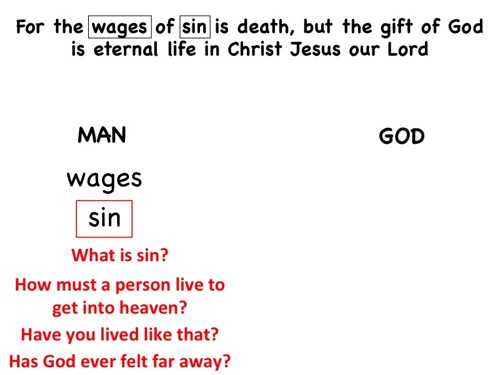 For the wages of sin is death, but the gift of God
is eternal life in Christ Jesus our Lord
MAN
GOD
wages
sin
What is sin?
How must a person live to
get into heaven?
Have you lived like that?
Has God ever felt far away?